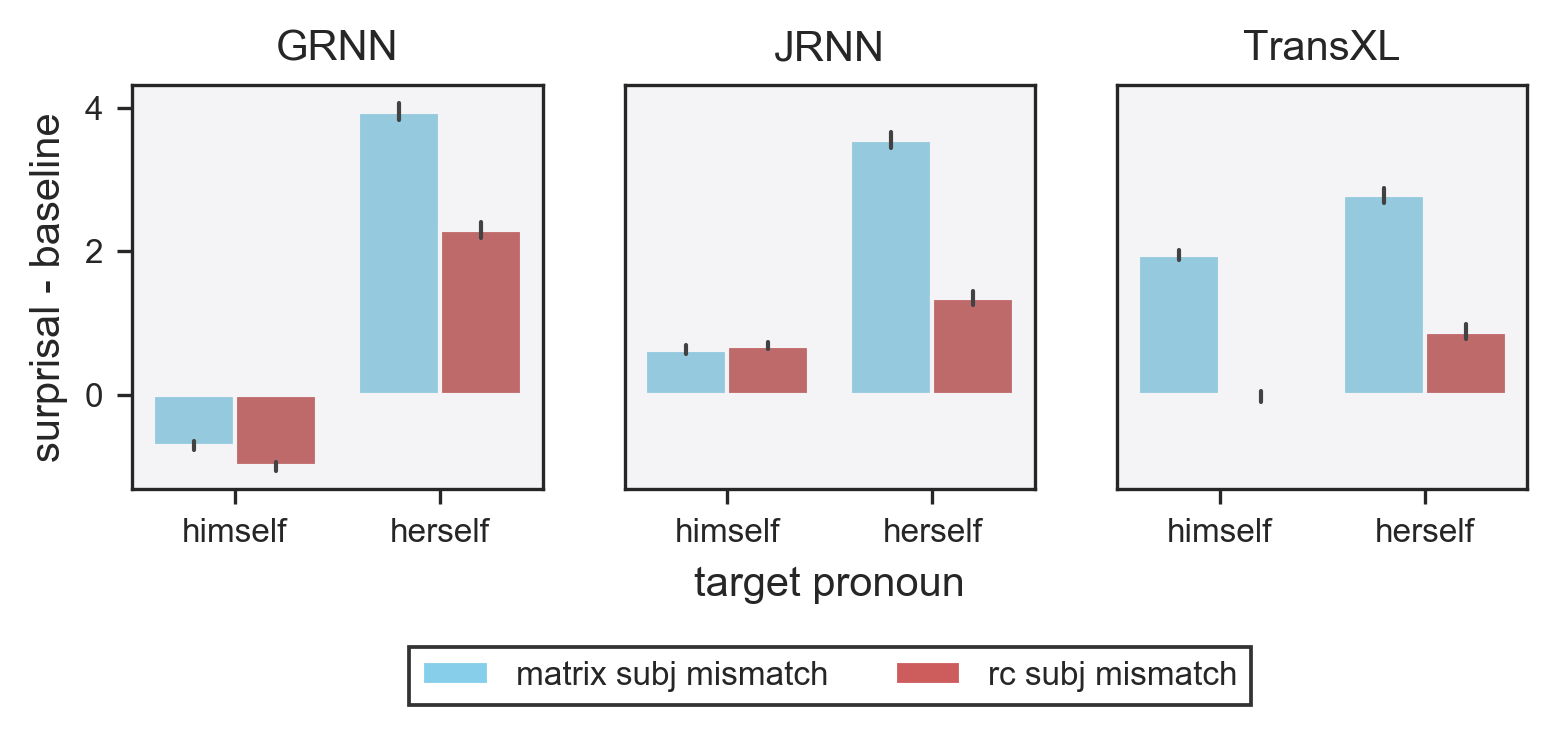 GRNN JRNN TransXL
surprisal - baseline
4
2
0
himself herself himself herself himself herself
target pronoun
matrix subj mismatch rc subj mismatch